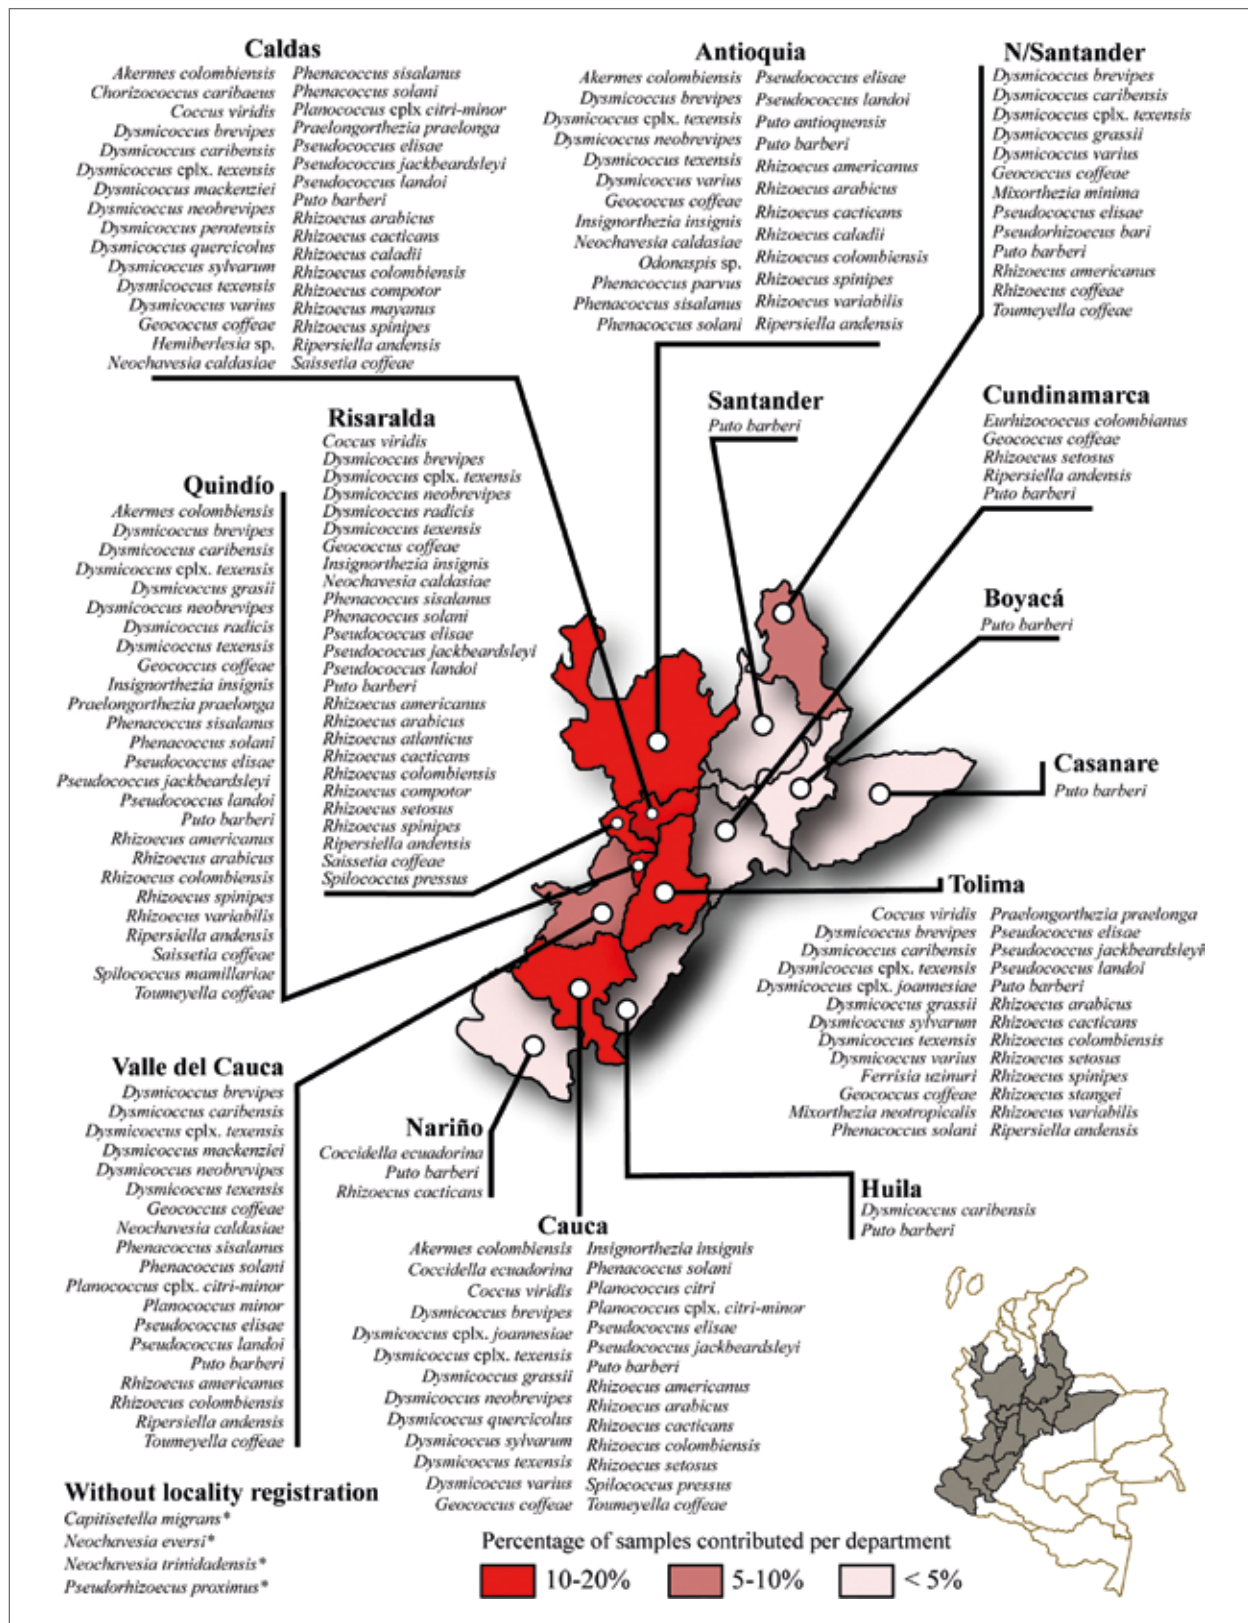 Caldas
Akermes colombiensis
Chorizococcus caribaeus
Coccus viridis
Dysmicoccus brevipes
Dysmicoccus caribensis
Dysmicoccus cplx. texensis
Dysmicoccus mackenziei
Dysmicoccus neobrevipes
Dysmicoccus perotensis
Dysmicoccus quercicolus
Dysmicoccus sylvarum
Dysmicoccus texensis
Dysmicoccus varius
Geococcus coffeae
Hemiberlesia sp.
Neochavesia caldasiae
Phenacoccus sisalanus
Phenacoccus solani
Planococcus cplx citri-minor
Praelongorthezia praelonga
Pseudococcus elisae
Pseudococcus jackbeardsleyi
Pseudococcus landoi
Puto barberi
Rhizoecus arabicus
Rhizoecus cacticans
Rhizoecus caladii
Rhizoecus colombiensis
Rhizoecus compotor
Rhizoecus mayanus
Rhizoecus spinipes
Ripersiella andensis
Saissetia coffeae
Antioquia
Akermes colombiensis
Dysmicoccus brevipes
Dysmicoccus cplx. texensis
Dysmicoccus neobrevipes
Dysmicoccus texensis
Dysmicoccus varius
Geococcus coffeae
Insignorthezia insignis
Neochavesia caldasiae
Odonaspis sp.
Phenacoccus parvus
Phenacoccus sisalanus
Phenacoccus solani
Pseudococcus elisae
Pseudococcus landoi
Puto antioquensis
Puto barberi
Rhizoecus americanus
Rhizoecus arabicus
Rhizoecus cacticans
Rhizoecus caladii
Rhizoecus colombiensis
Rhizoecus spinipes
Rhizoecus variabilis
Ripersiella andensis
N/Santander
Dysmicoccus brevipes
Dysmicoccus caribensis
Dysmicoccus cplx. texensis
Dysmicoccus grassii
Dysmicoccus varius
Geococcus coffeae
Mixorthezia minima
Pseudococcus elisae
Pseudorhizoecus bari
Puto barberi
Rhizoecus americanus
Rhizoecus coffeae
Toumeyella coffeae
Risaralda
Coccus viridis
Dysmicoccus brevipes
Dysmicoccus cplx. texensis
Dysmicoccus neobrevipes
Dysmicoccus radicis
Dysmicoccus texensis
Geococcus coffeae
Insignorthezia insignis
Neochavesia caldasiae
Phenacoccus sisalanus
Phenacoccus solani
Pseudococcus elisae
Pseudococcus jackbeardsleyi
Pseudococcus landoi
Puto barberi
Rhizoecus americanus
Rhizoecus arabicus
Rhizoecus atlanticus
Rhizoecus cacticans
Rhizoecus colombiensis
Rhizoecus compotor
Rhizoecus setosus
Rhizoecus spinipes
Ripersiella andensis
Saissetia coffeae
Spilococcus pressus
Santander
Puto barberi
Cundinamarca
Eurhizococcus colombianus
Geococcus coffeae
Rhizoecus setosus
Ripersiella andensis
Puto barberi
Quindío
Akermes colombiensis
Dysmicoccus brevipes
Dysmicoccus caribensis
Dysmicoccus cplx. texensis
Dysmicoccus grasii
Dysmicoccus neobrevipes
Dysmicoccus radicis
Dysmicoccus texensis
Geococcus coffeae
Insignorthezia insignis
Praelongorthezia praelonga
Phenacoccus sisalanus
Phenacoccus solani
Pseudococcus elisae
Pseudococcus jackbeardsleyi
Pseudococcus landoi
Puto barberi
Rhizoecus americanus
Rhizoecus arabicus
Rhizoecus colombiensis
Rhizoecus spinipes
Rhizoecus variabilis
Ripersiella andensis
Saissetia coffeae
Spilococcus mamillariae
Toumeyella coffeae
Boyacá
Puto barberi
Casanare
Puto barberi
Tolima
Coccus viridis
Dysmicoccus brevipes
Dysmicoccus caribensis
Dysmicoccus cplx. texensis
Dysmicoccus cplx. joannesiae
Dysmicoccus grassii
Dysmicoccus sylvarum
Dysmicoccus texensis
Dysmicoccus varius
Ferrisia uzinuri
Geococcus coffeae
Mixorthezia neotropicalis
Phenacoccus solani
Praelongorthezia praelonga
Pseudococcus elisae
Pseudococcus jackbeardsleyi
Pseudococcus landoi
Puto barberi
Rhizoecus arabicus
Rhizoecus cacticans
Rhizoecus colombiensis
Rhizoecus setosus
Rhizoecus spinipes
Rhizoecus stangei
Rhizoecus variabilis
Ripersiella andensis
Valle del Cauca
Dysmicoccus brevipes
Dysmicoccus caribensis
Dysmicoccus cplx. texensis
Dysmicoccus mackenziei
Dysmicoccus neobrevipes
Dysmicoccus texensis
Geococcus coffeae
Neochavesia caldasiae
Phenacoccus sisalanus
Phenacoccus solani
Planococcus cplx. citri-minor
Planococcus minor
Pseudococcus elisae
Pseudococcus landoi
Puto barberi
Rhizoecus americanus
Rhizoecus colombiensis
Ripersiella andensis
Toumeyella coffeae
Nariño
Coccidella ecuadorina
Puto barberi
Rhizoecus cacticans
Huila
Dysmicoccus caribensis
Puto barberi
Cauca
Akermes colombiensis
Coccidella ecuadorina
Coccus viridis
Dysmicoccus brevipes
Dysmicoccus cplx. joannesiae
Dysmicoccus cplx. texensis
Dysmicoccus grassii
Dysmicoccus neobrevipes
Dysmicoccus quercicolus
Dysmicoccus sylvarum
Dysmicoccus texensis
Dysmicoccus varius
Geococcus coffeae
Insignorthezia insignis
Phenacoccus solani
Planococcus citri
Planococcus cplx. citri-minor
Pseudococcus elisae
Pseudococcus jackbeardsleyi
Puto barberi
Rhizoecus americanus
Rhizoecus arabicus
Rhizoecus cacticans
Rhizoecus colombiensis
Rhizoecus setosus
Spilococcus pressus
Toumeyella coffeae
Without locality registration
Capitisetella migrans*
Neochavesia eversi*
Neochavesia trinidadensis*
Pseudorhizoecus proximus*
Percentage of samples contributed per department
10-20%
5-10%
< 5%